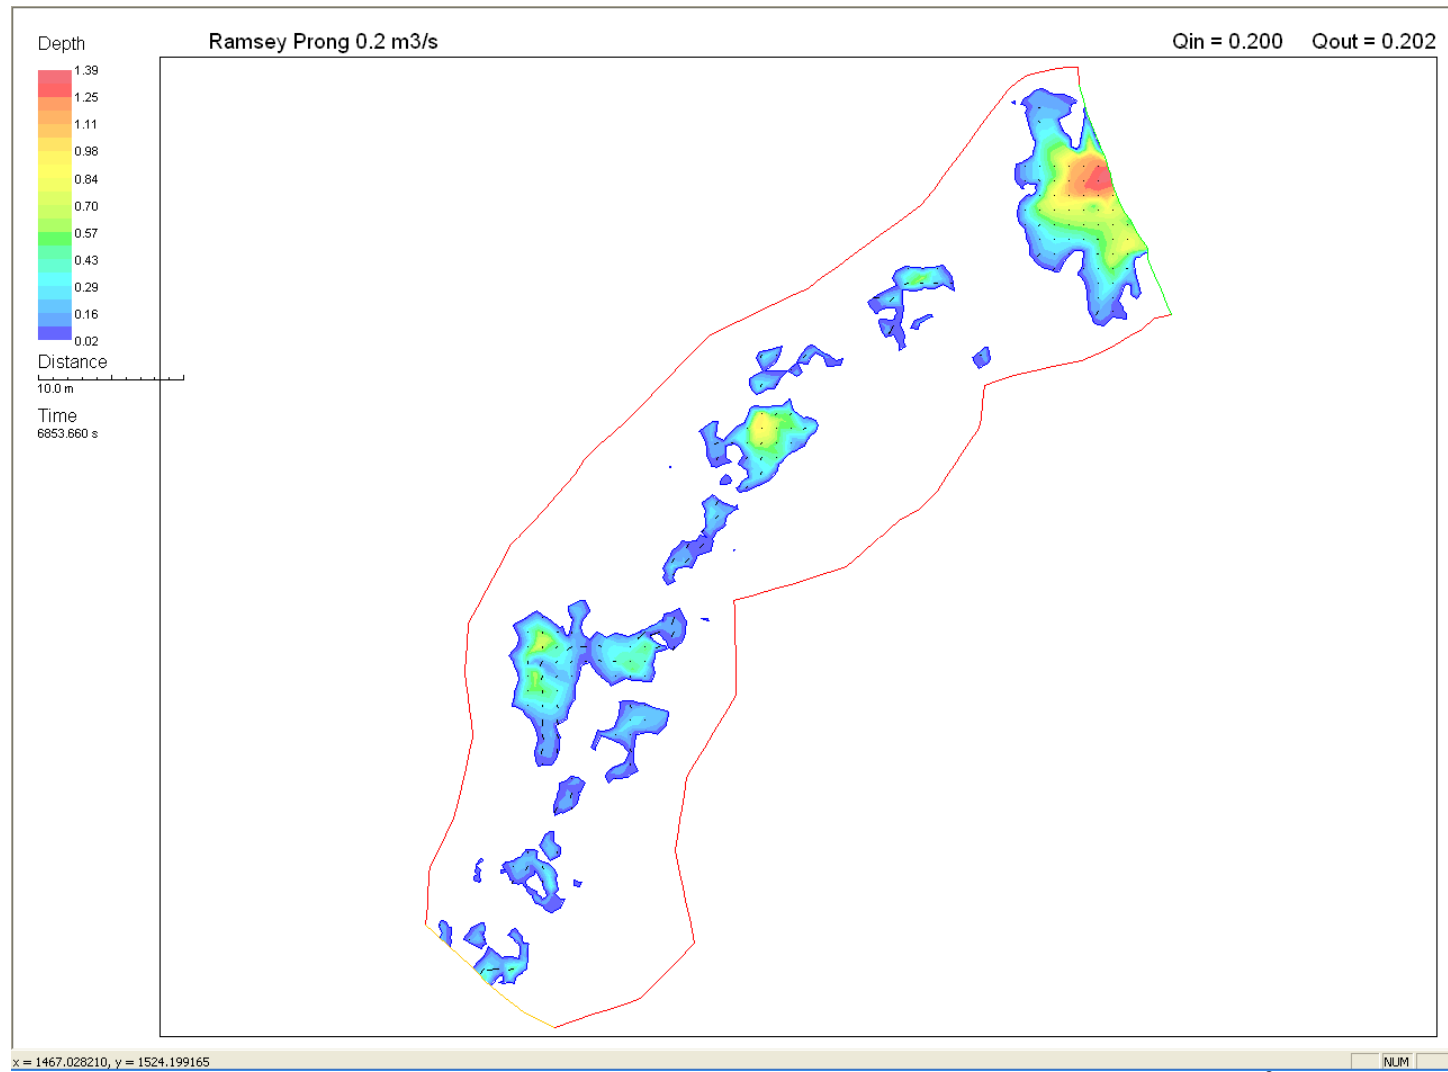 Ramsey Prong 0.2 m3/s
Qin = 0.200 Qout = 0.202
Depth
1.39
1.25
1.11
0.98
0.84
0.70
0.57
0.43
0.29
0.16
0.02
Distance
10.0 m
Time
6853.660 s
x = 1467.028210, y = 1524.199165
NUM